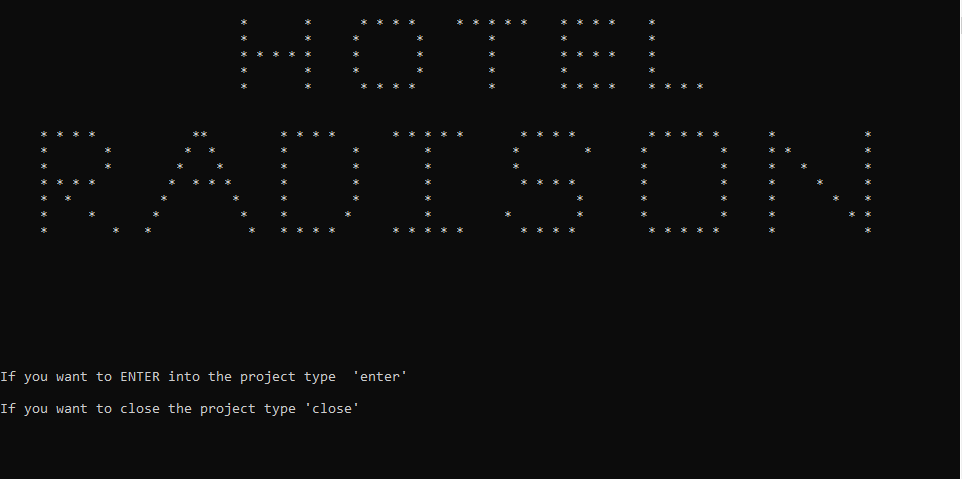 HOTEL
RADISON
If you want to ENTER into the project type  'enter'
If you want to close the project type 'close'